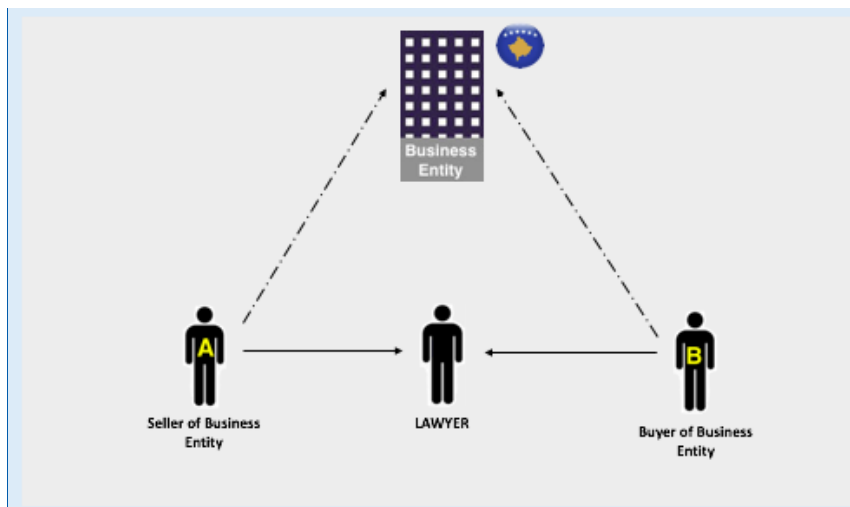 Business
Entity
A
B
Seller of Business
Entity
LAWYER
Buyer of Business
Entity